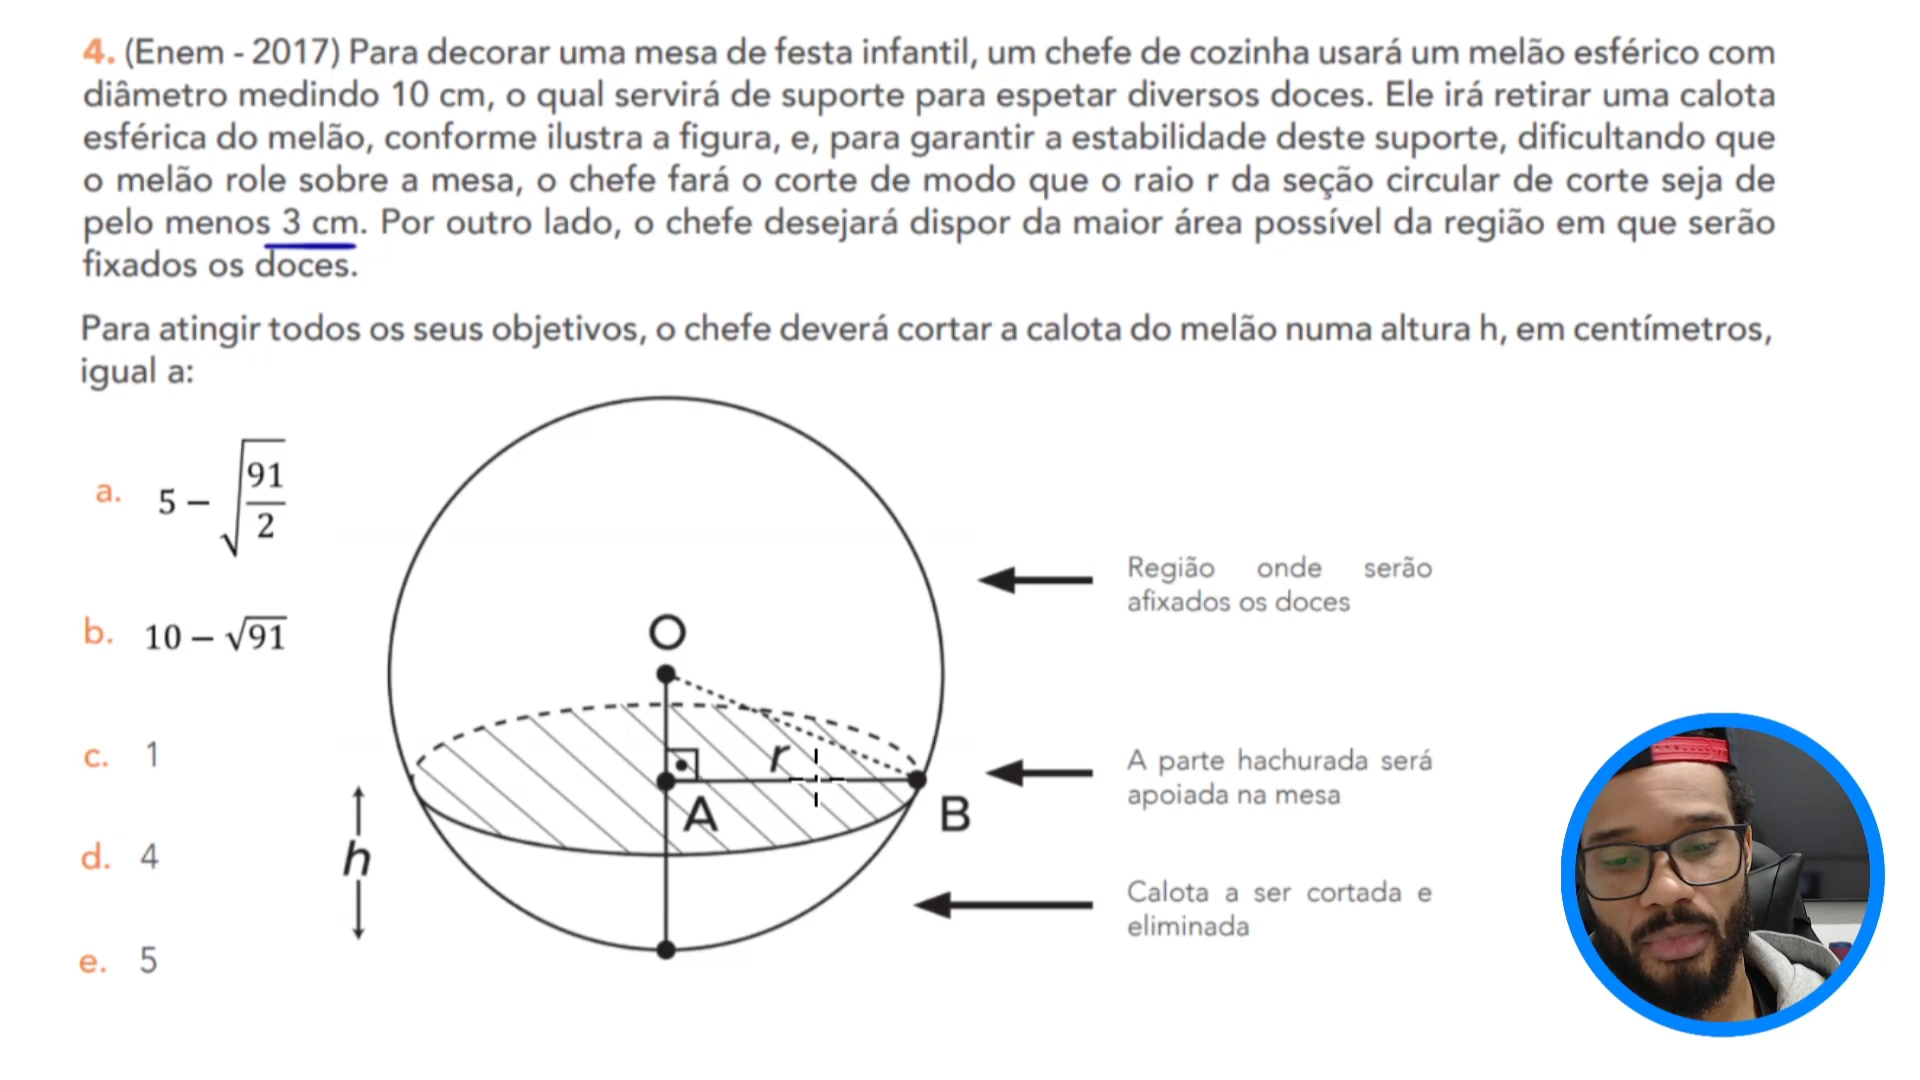 4. (Enem - 2017) Para decorar uma mesa de festa infantil, um chefe de cozinha usará um melão esférico com
diâmetro medindo 10 cm, o qual servirá de suporte para espetar diversos doces. Ele irá retirar uma calota
esférica do melão, conforme ilustra a figura, e, para garantir a estabilidade deste suporte, dificultando que
o melão role sobre a mesa, o chefe fará o corte de modo que o raio r da seção circular de corte seja de
pelo menos 3 cm. Por outro lado, o chefe desejará dispor da maior área possível da região em que serão
fixados os doces.
Para atingir todos os seus objetivos, o chefe deverá cortar a calota do melão numa altura h, em centímetros,
igual a:
a. 5 − √(91/2)
b. 10 − √91
c. 1
d. 4
e. 5
O
r
A
B
h
Região onde serão
afixados os doces
A parte hachurada será
apoiada na mesa
Calota a ser cortada e
eliminada